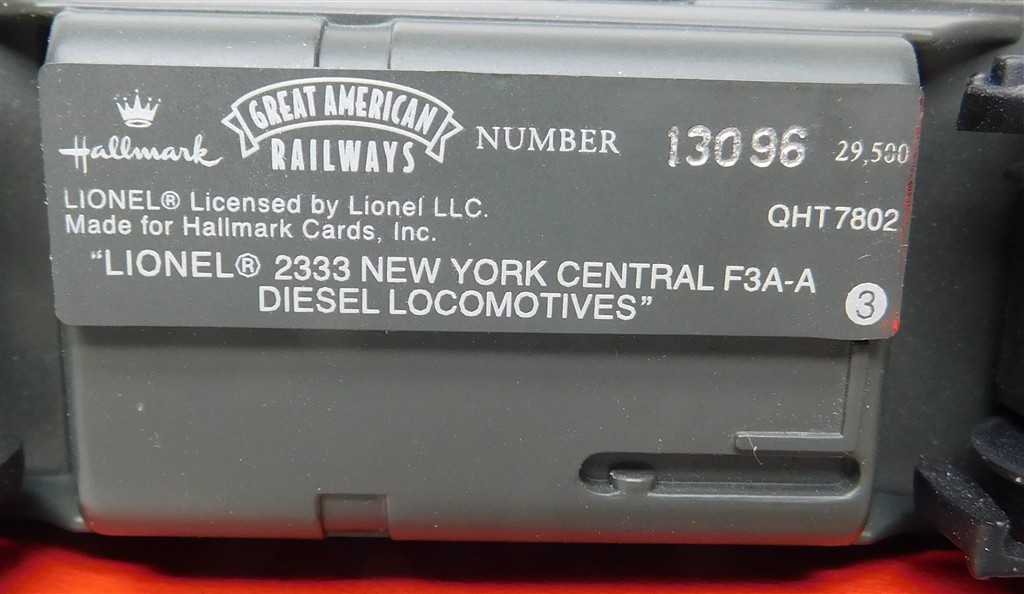 Hallmark
GREAT AMERICAN
RAILWAYS
NUMBER 13096 29,500
LIONEL® Licensed by Lionel LLC.
Made for Hallmark Cards, Inc.
QHT7802
“LIONEL® 2333 NEW YORK CENTRAL F3A-A
DIESEL LOCOMOTIVES”
3